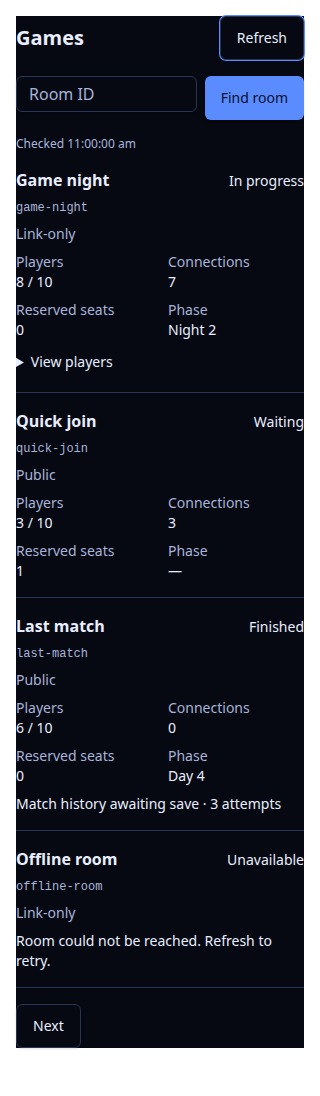 Games
Refresh
Room ID
Find room
Checked 11:00:00 am
Game night
In progress
game-night
Link-only
Players
Connections
8 / 10
7
Reserved seats
Phase
0
Night 2
View players
Quick join
Waiting
quick-join
Public
Players
Connections
3 / 10
3
Reserved seats
Phase
1
—
Last match
Finished
last-match
Public
Players
Connections
6 / 10
0
Reserved seats
Phase
0
Day 4
Match history awaiting save · 3 attempts
Offline room
Unavailable
offline-room
Link-only
Room could not be reached. Refresh to
retry.
Next